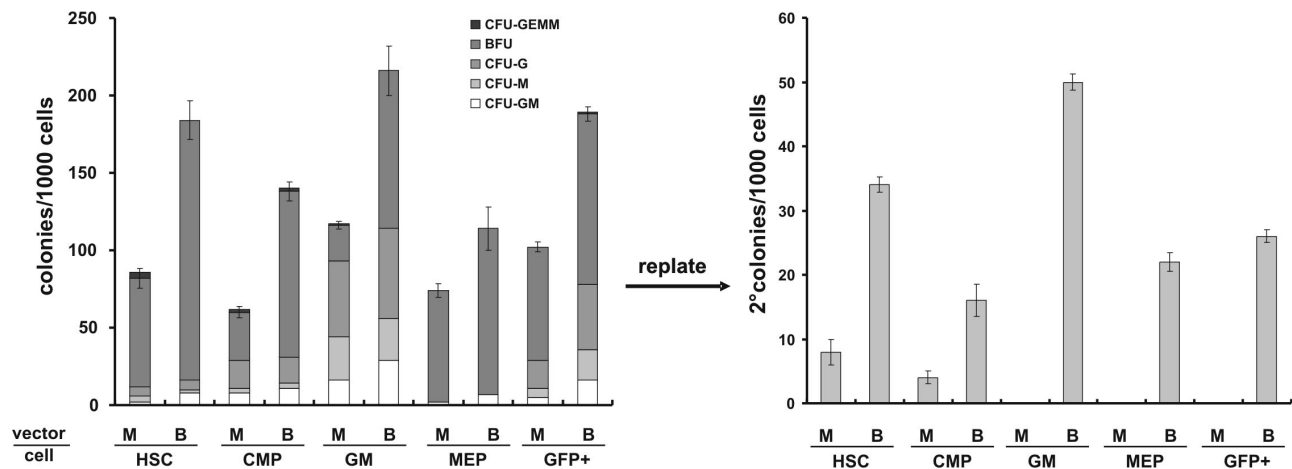 colonies/1000 cells
250
200
150
100
50
0
CFU-GEMM
BFU
CFU-G
CFU-M
CFU-GM
vector
cell
M B M B M B M B M B
HSC CMP GM MEP GFP+
replate
2°colonies/1000 cells
60
50
40
30
20
10
0
M B M B M B M B M B
HSC CMP GM MEP GFP+